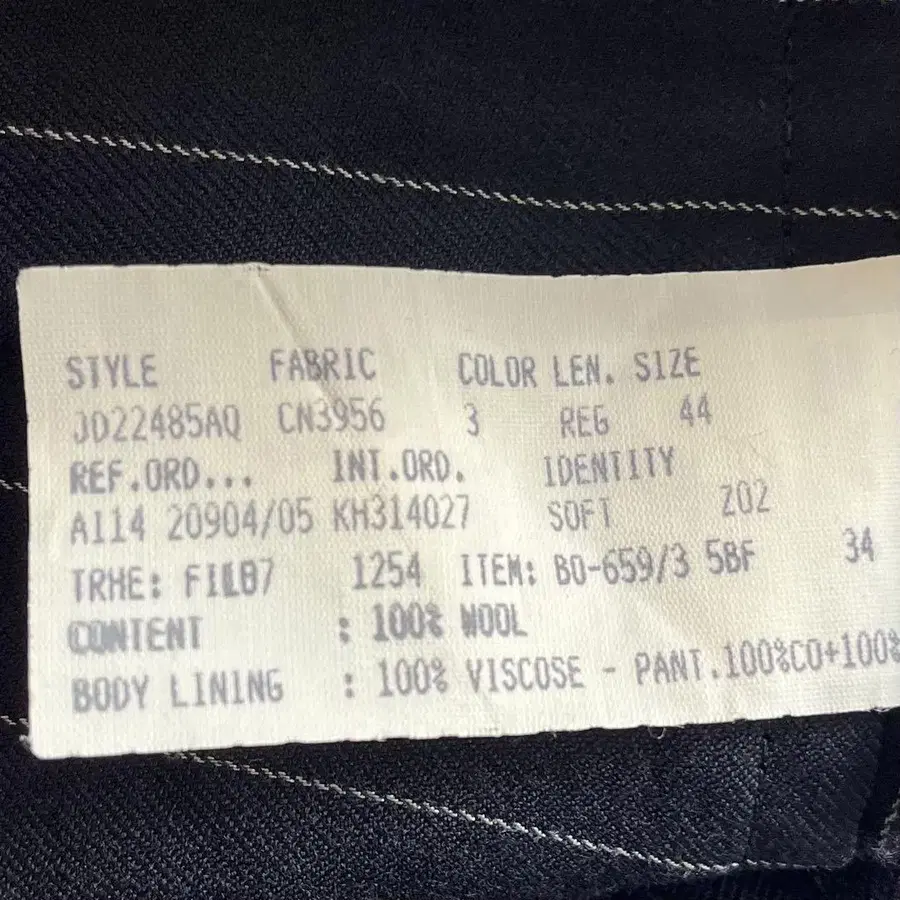 STYLE FABRIC COLOR LEN. SIZE
JD22485AQ CN3956 3 REG 44
REF.ORD... INT.ORD. IDENTITY
A114 20904/05 KH314027 SOFT Z02
TRHE: 1254 ITEM: BO-659/3 5BF 34
CONTENT : 100% WOOL
BODY LINING : 100% VISCOSE - PANT.100%CO+100%